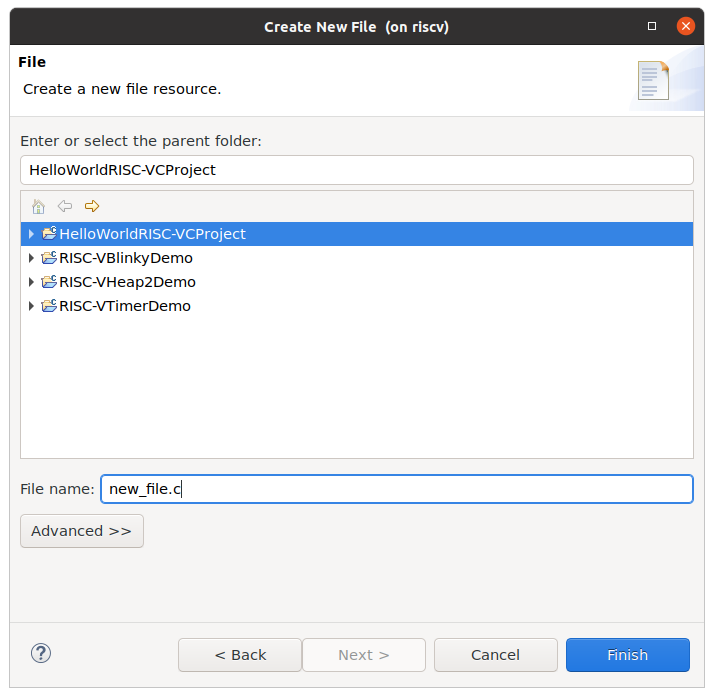 Create New File (on riscv)
File
Create a new file resource.
Enter or select the parent folder:
HelloWorldRISC-VCProject
HelloWorldRISC-VCProject
RISC-VBlinkyDemo
RISC-VHeap2Demo
RISC-VTimerDemo
File name: new_file.c
Advanced >>
? < Back Next > Cancel Finish